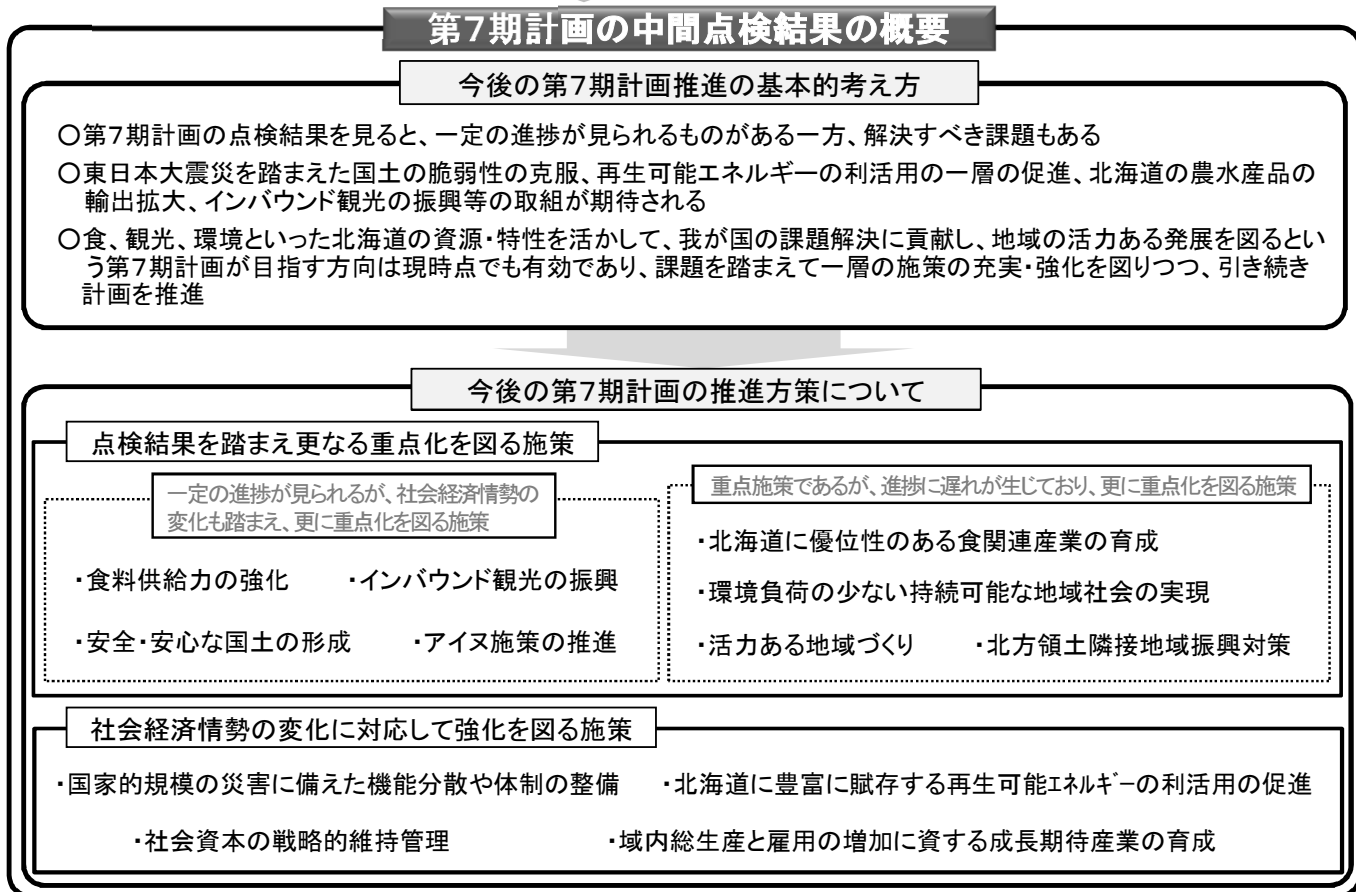 第7期計画の中間点検結果の概要
今後の第7期計画推進の基本的考え方
○第7期計画の点検結果を見ると、一定の進捗が見られるものがある一方、解決すべき課題もある
○東日本大震災を踏まえた国土の脆弱性の克服、再生可能エネルギーの利活用の一層の促進、北海道の農水産品の
輸出拡大、インバウンド観光の振興等の取組が期待される
○食、観光、環境といった北海道の資源・特性を活かして、我が国の課題解決に貢献し、地域の活力ある発展を図るとい
う第7期計画が目指す方向は現時点でも有効であり、課題を踏まえて一層の施策の充実・強化を図りつつ、引き続き
計画を推進
今後の第7期計画の推進方策について
点検結果を踏まえ更なる重点化を図る施策
一定の進捗が見られるが、社会経済情勢の
変化も踏まえ、更に重点化を図る施策
・食料供給力の強化 ・インバウンド観光の振興
・安全・安心な国土の形成 ・アイヌ施策の推進
重点施策であるが、進捗に遅れが生じており、更に重点化を図る施策
・北海道に優位性のある食関連産業の育成
・環境負荷の少ない持続可能な地域社会の実現
・活力ある地域づくり ・北方領土隣接地域振興対策
社会経済情勢の変化に対応して強化を図る施策
・国家的規模の災害に備えた機能分散や体制の整備 ・北海道に豊富に賦存する再生可能ｴﾈﾙｷﾞｰの利活用の促進
・社会資本の戦略的維持管理 ・域内総生産と雇用の増加に資する成長期待産業の育成